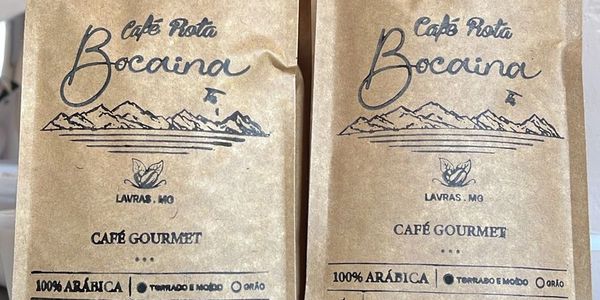 Café Rota
Bocaina
LAVRAS . MG
CAFÉ GOURMET
100% ARÁBICA
TORRADO E MOÍDO
GRÃO
Café Rota
Bocaina
LAVRAS . MG
CAFÉ GOURMET
100% ARÁBICA
TORRADO E MOÍDO
GRÃO